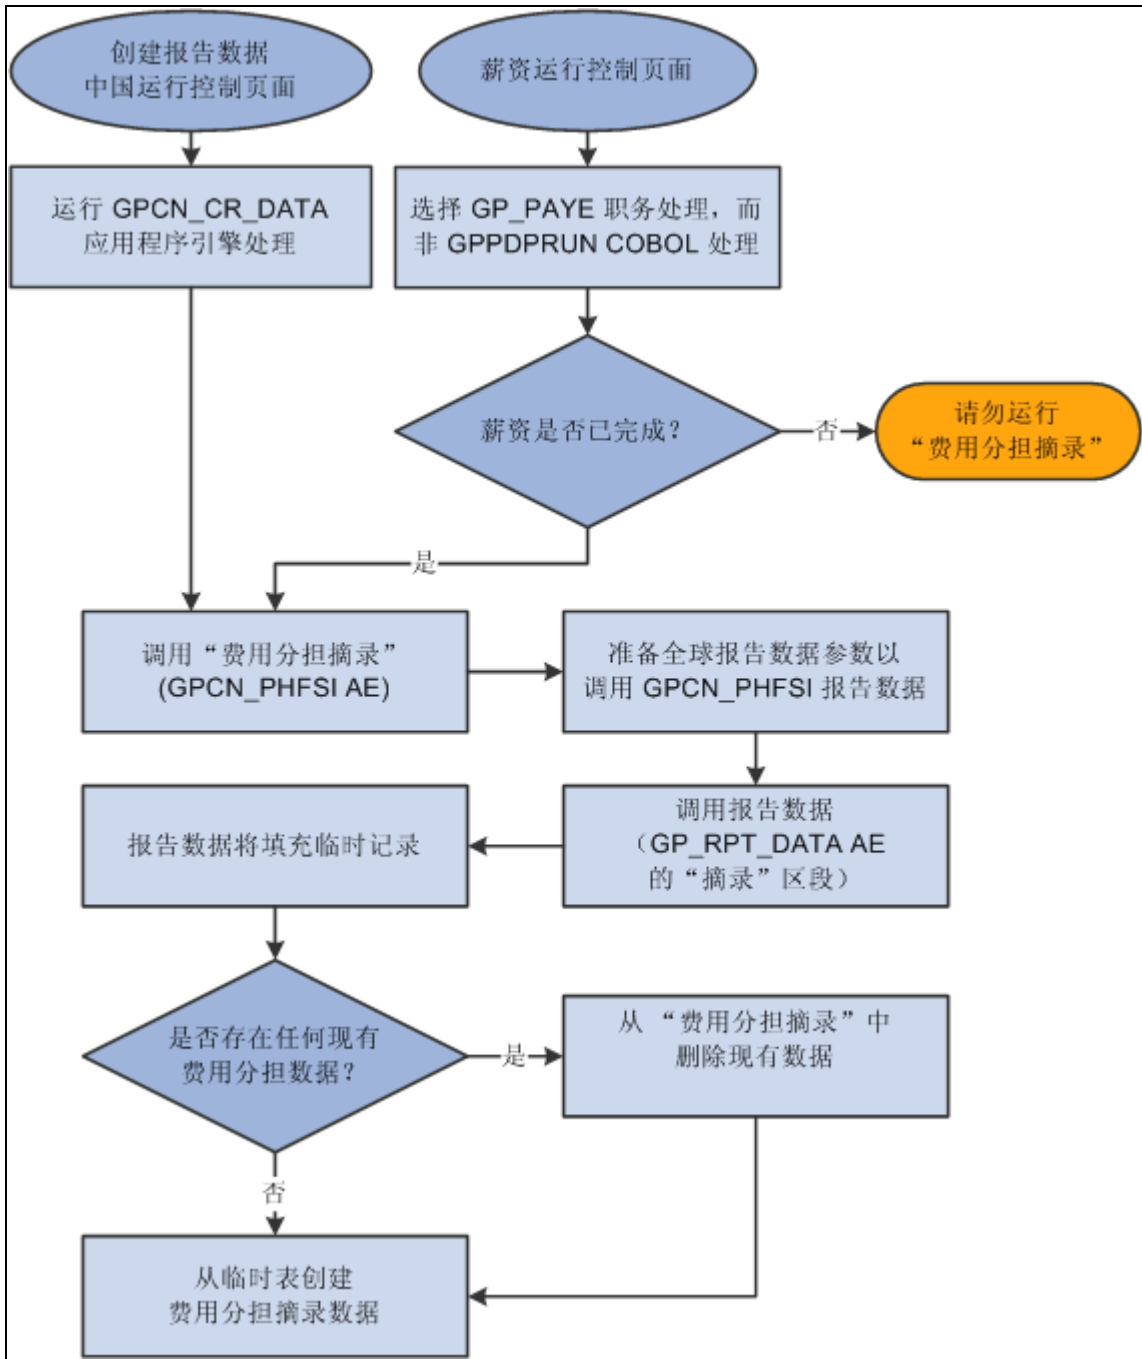 创建报告数据
中国运行控制页面
薪资运行控制页面
运行 GPCN_CR_DATA
应用程序引擎处理
选择 GP_PAYE 职务处理，而
非 GPPDPRUN COBOL 处理
薪资是否已完成？
否
请勿运行
“费用分担摘录”
是
调用“费用分担摘录”
(GPCN_PHFSI AE)
准备全球报告数据参数以
调用 GPCN_PHFSI 报告数据
报告数据将填充临时记录
调用报告数据
（GP_RPT_DATA AE
的“摘录”区段）
是否存在任何现有
费用分担数据？
是
从 “费用分担摘录”中
删除现有数据
否
从临时表创建
费用分担摘录数据